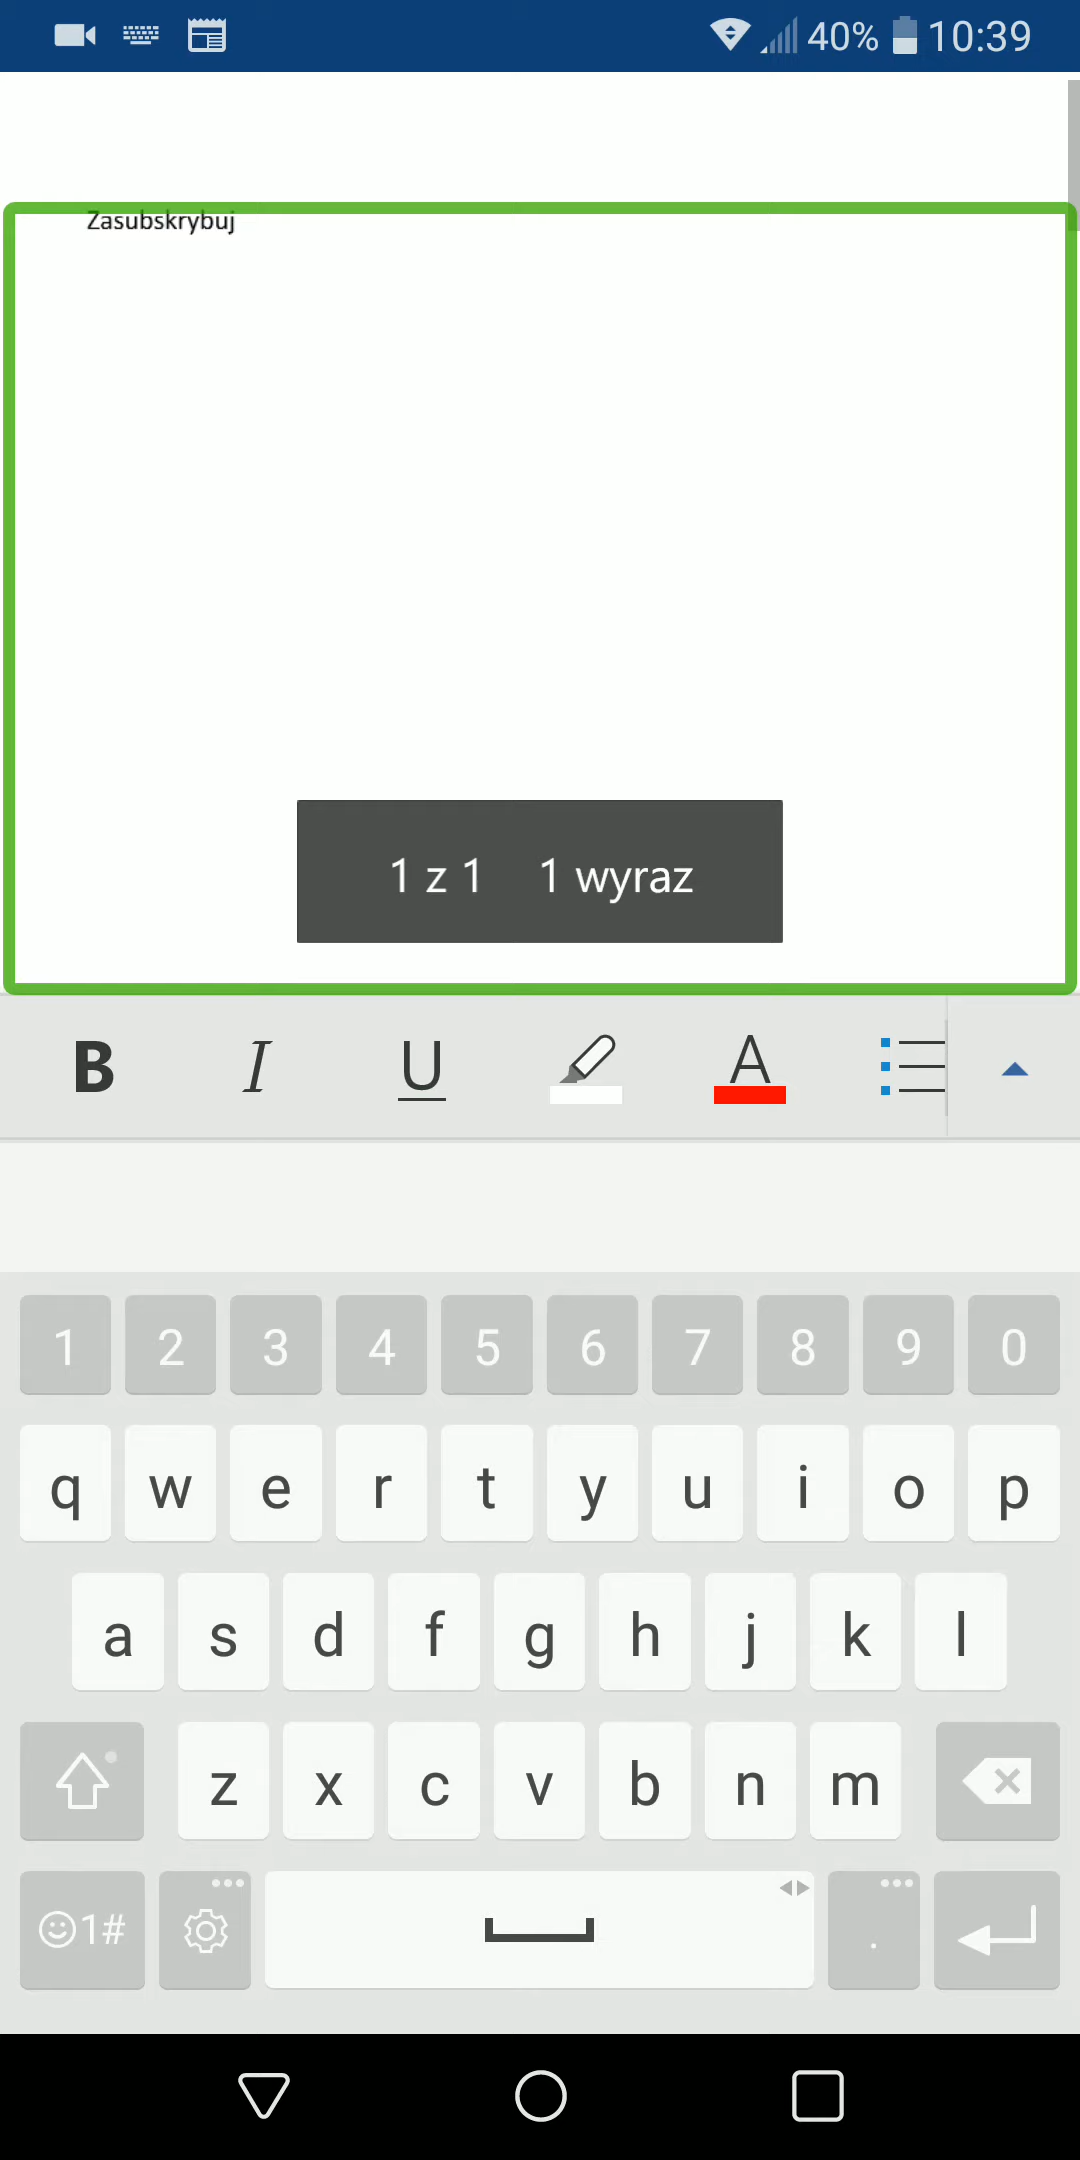 40% 10:39
Zasubskrybuj
1 z 1 1 wyraz
B I U A
1 2 3 4 5 6 7 8 9 0
q w e r t y u i o p
a s d f g h j k l
z x c v b n m
1# .